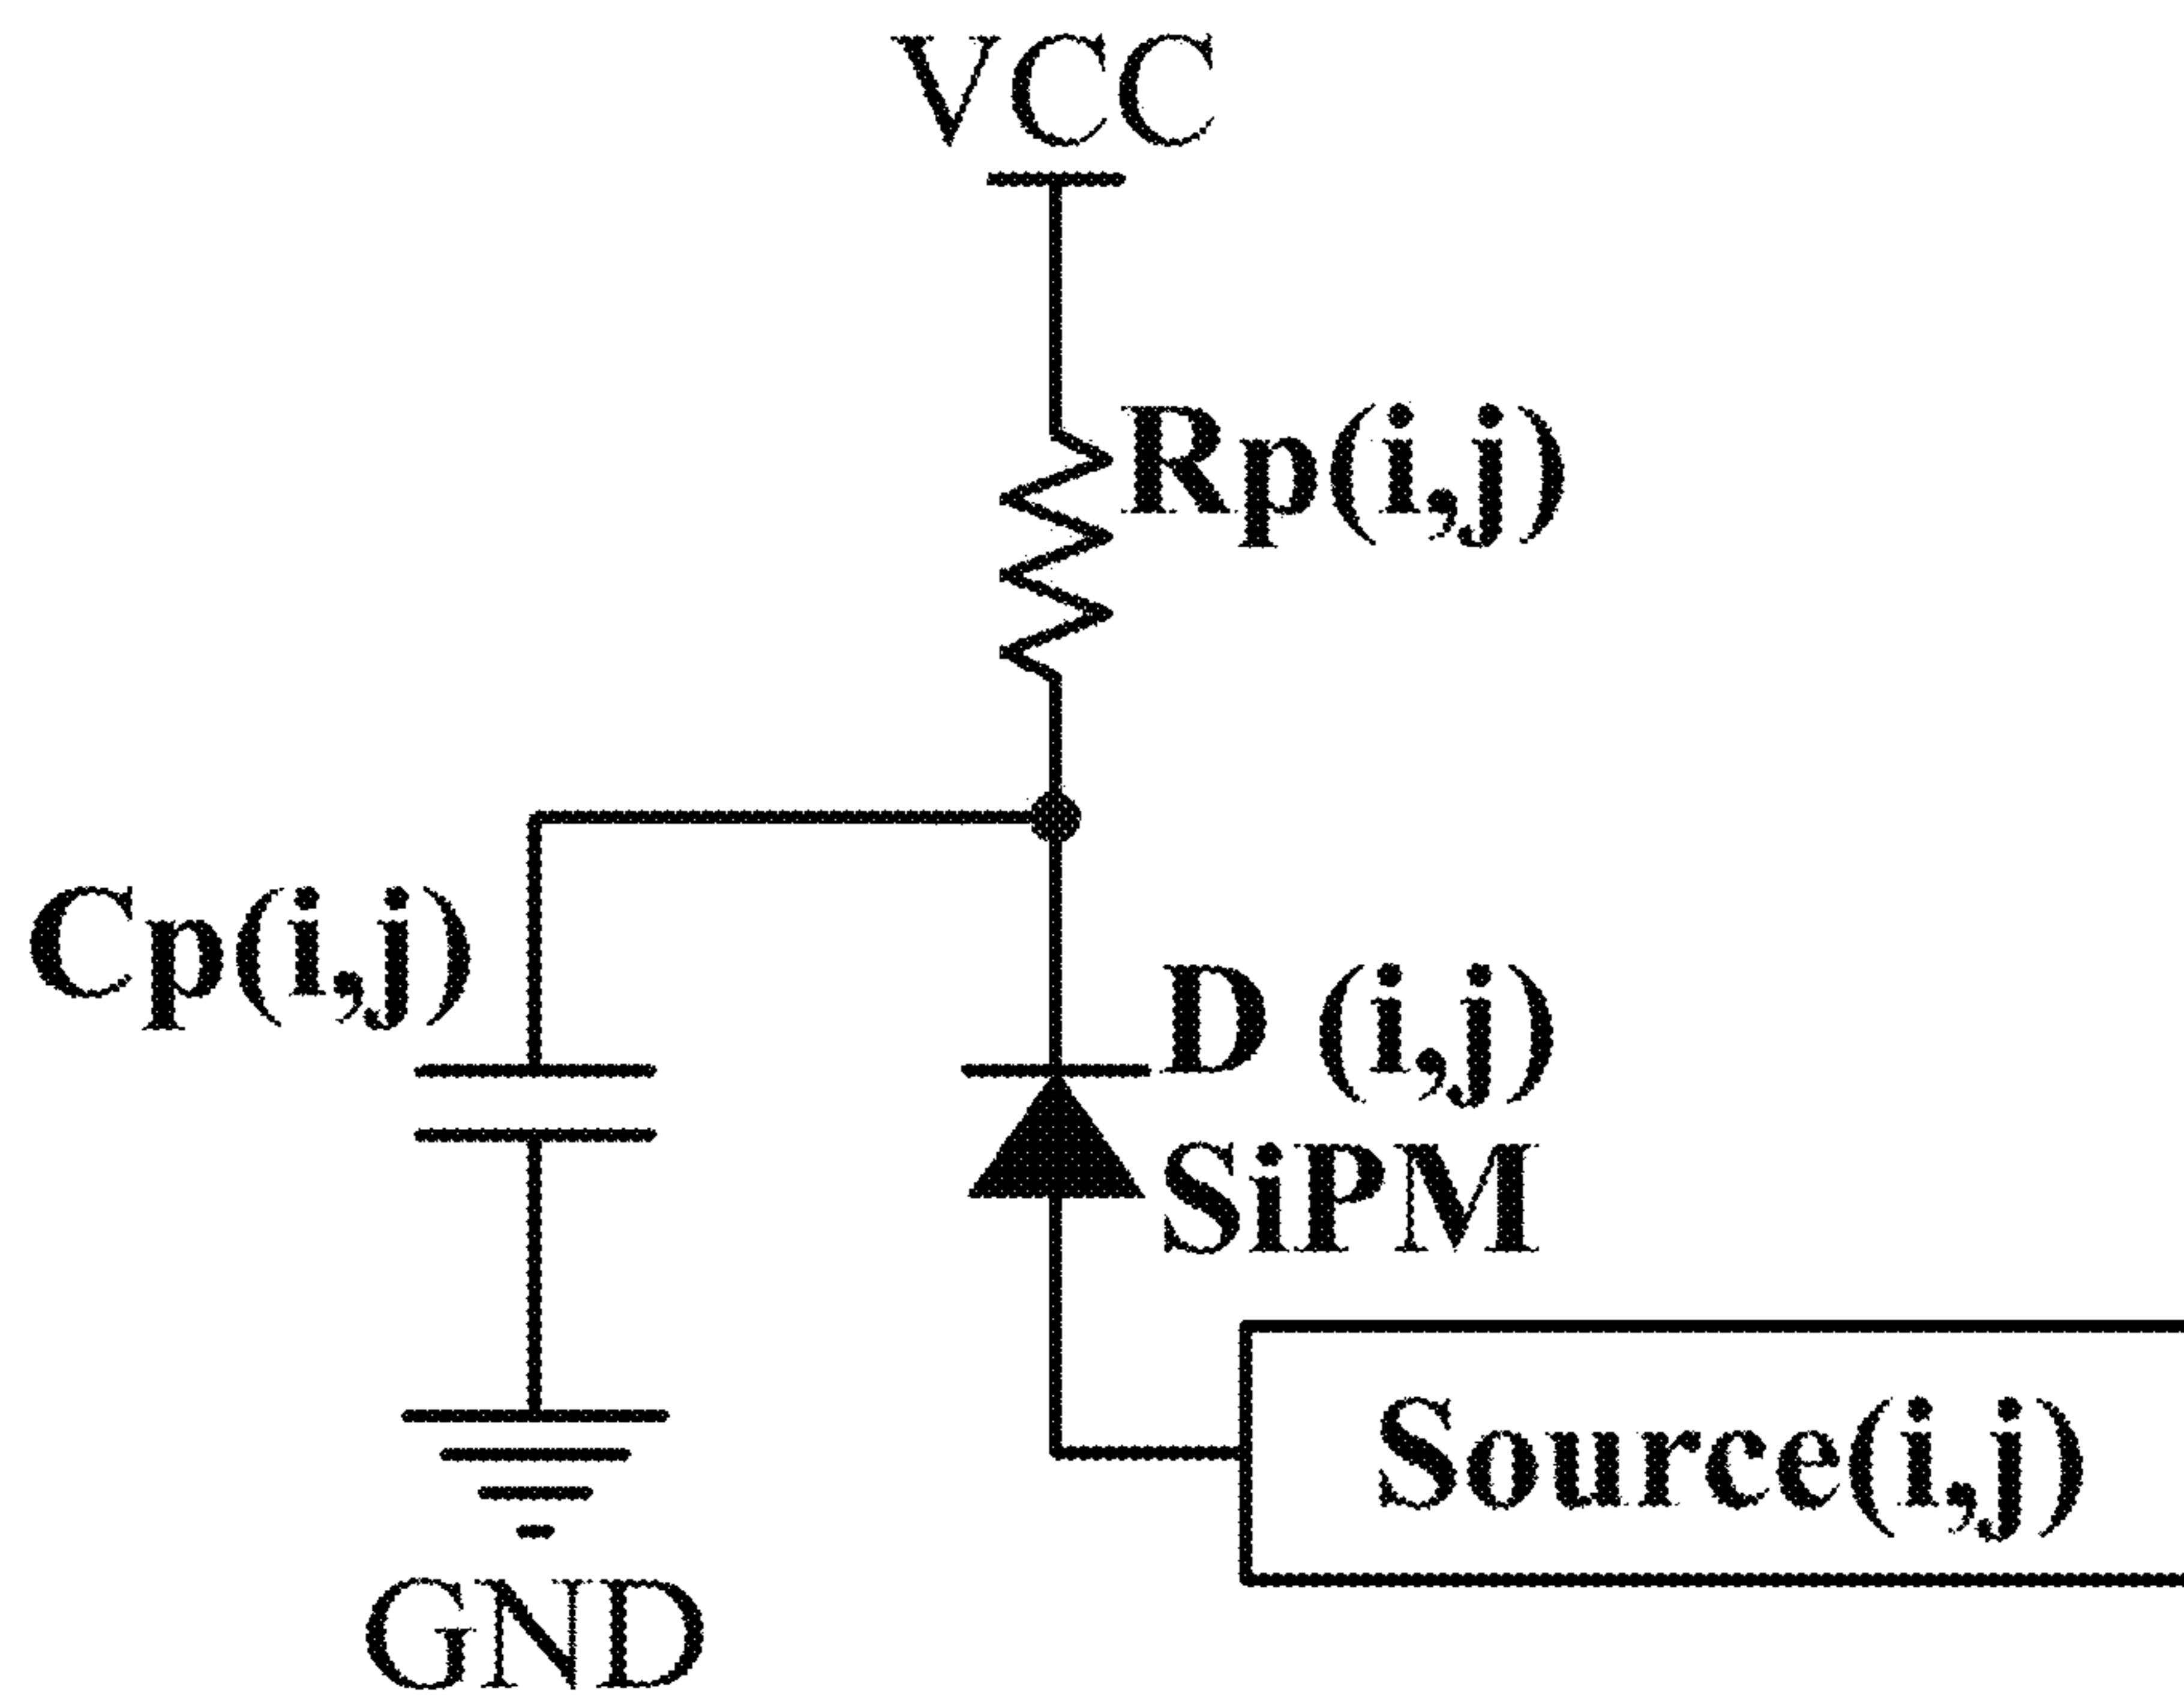 VCC
Rp(i,j)
Cp(i,j)
D (i,j)
SiPM
Source(i,j)
GND